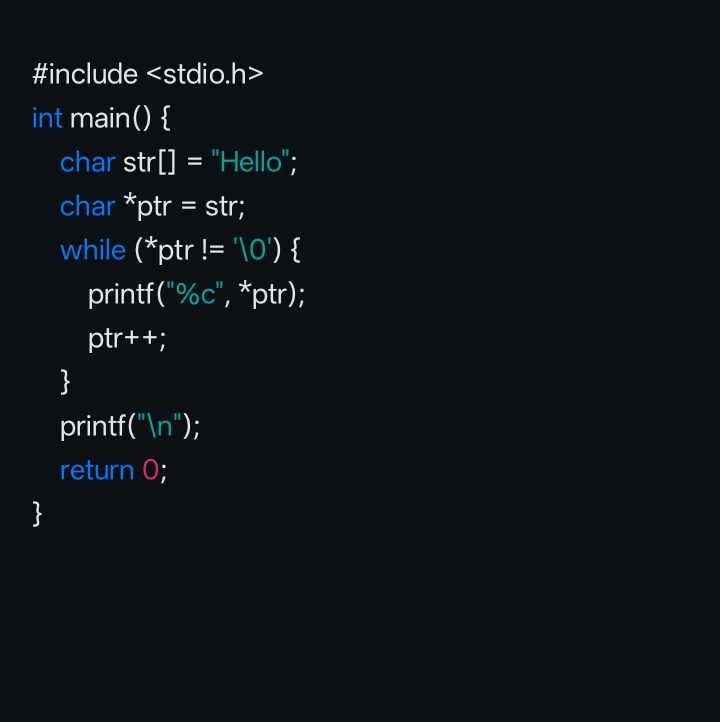 #include <stdio.h>
int main() {
    char str[] = "Hello";
    char *ptr = str;
    while (*ptr != '\0') {
        printf("%c", *ptr);
        ptr++;
    }
    printf("\n");
    return 0;
}